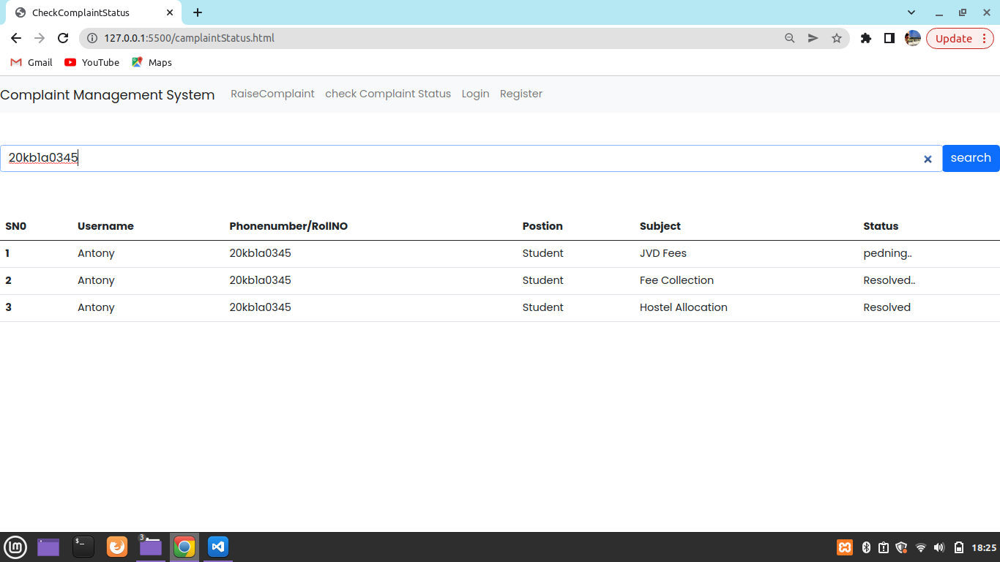 CheckComplaintStatus
127.0.0.1:5500/camplaintStatus.html
Update
Gmail YouTube Maps
Complaint Management System RaiseComplaint check Complaint Status Login Register
20kb1a0345 search
SN0 Username Phonenumber/RollNO Postion Subject Status
1 Antony 20kb1a0345 Student JVD Fees pedning..
2 Antony 20kb1a0345 Student Fee Collection Resolved..
3 Antony 20kb1a0345 Student Hostel Allocation Resolved
3
18:25